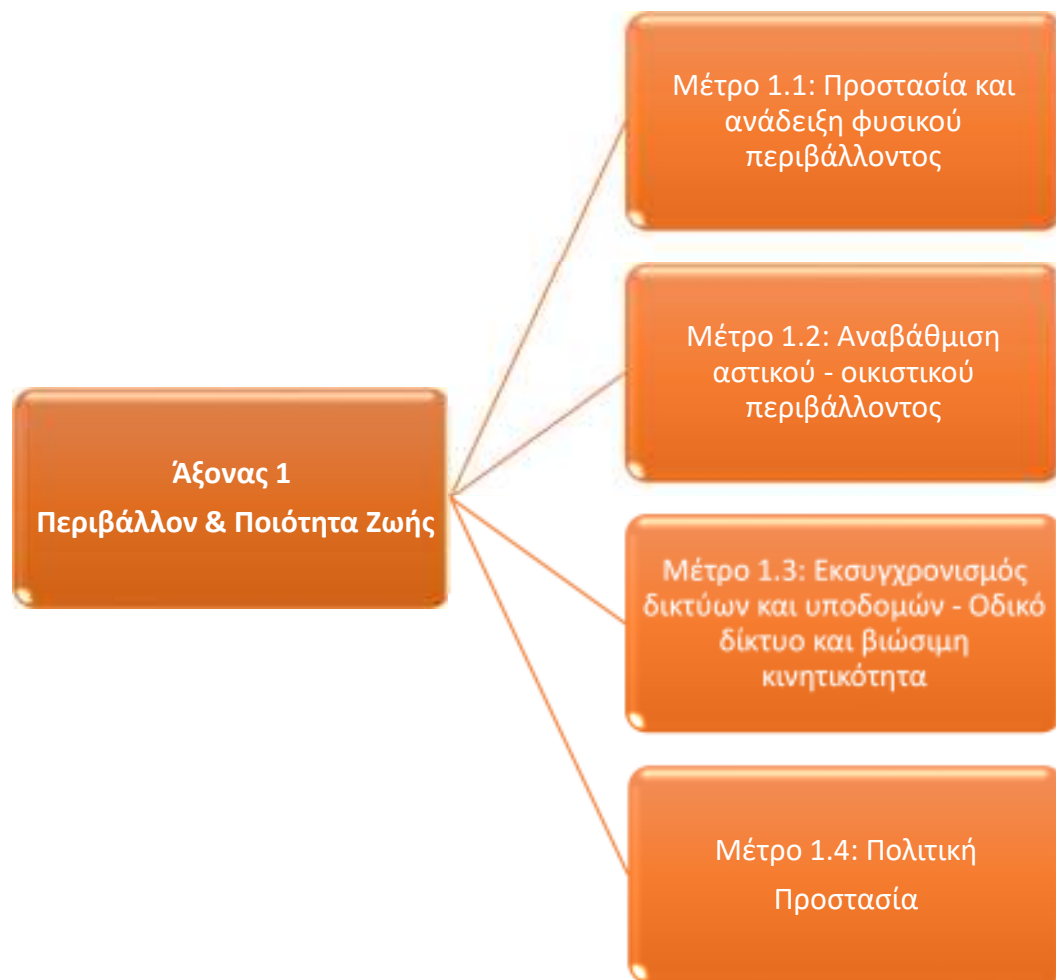 Μέτρο 1.1: Προστασία και
ανάδειξη φυσικού
περιβάλλοντος
Μέτρο 1.2: Αναβάθμιση
αστικού - οικιστικού
περιβάλλοντος
Άξονας 1
Περιβάλλον & Ποιότητα Ζωής
Μέτρο 1.3: Εκσυγχρονισμός
δικτύων και υποδομών - Οδικό
δίκτυο και βιώσιμη
κινητικότητα
Μέτρο 1.4: Πολιτική
Προστασία